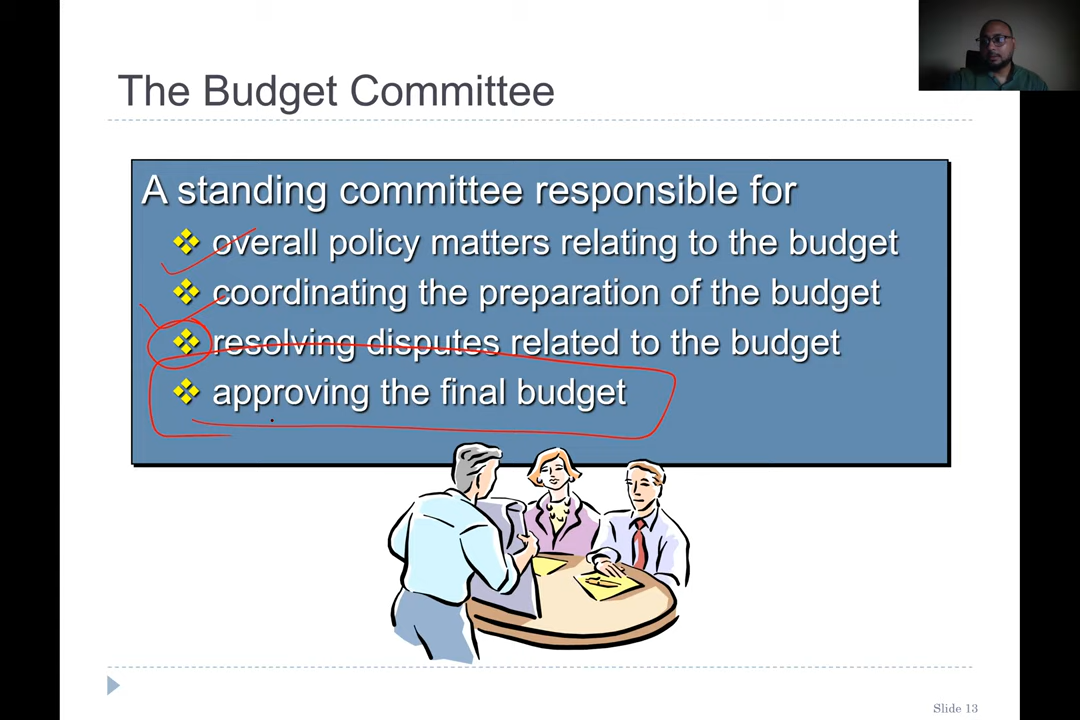 The Budget Committee
A standing committee responsible for
overall policy matters relating to the budget
coordinating the preparation of the budget
resolving disputes related to the budget
approving the final budget
Slide 13